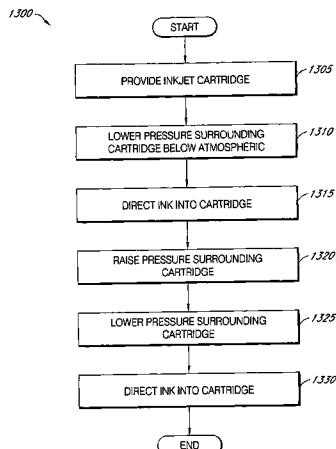 1300
START
PROVIDE INKJET CARTRIDGE
1305
LOWER PRESSURE SURROUNDING
CARTRIDGE BELOW ATMOSPHERIC
1310
DIRECT INK INTO CARTRIDGE
1315
RAISE PRESSURE SURROUNDING
CARTRIDGE
1320
LOWER PRESSURE SURROUNDING
CARTRIDGE
1325
DIRECT INK INTO CARTRIDGE
1330
END